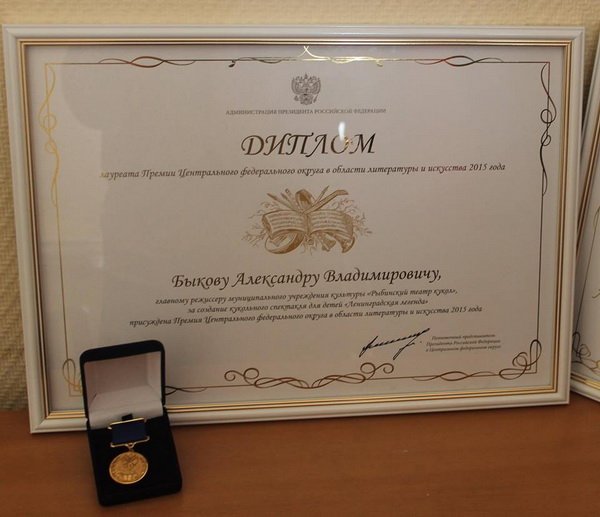 АДМИНИСТРАЦИЯ ПРЕЗИДЕНТА РОССИЙСКОЙ ФЕДЕРАЦИИ
ДИПЛОМ
лауреата Премии Центрального федерального округа в области литературы и искусства 2015 года
Быкову Александру Владимировичу,
главному режиссеру муниципального учреждения культуры «Рыбинский театр кукол»,
за создание кукольного спектакля для детей «Ленинградская легенда»
присуждена Премия Центрального федерального округа в области литературы и искусства 2015 года
Полномочный представитель
Президента Российской Федерации
в Центральном федеральном округе